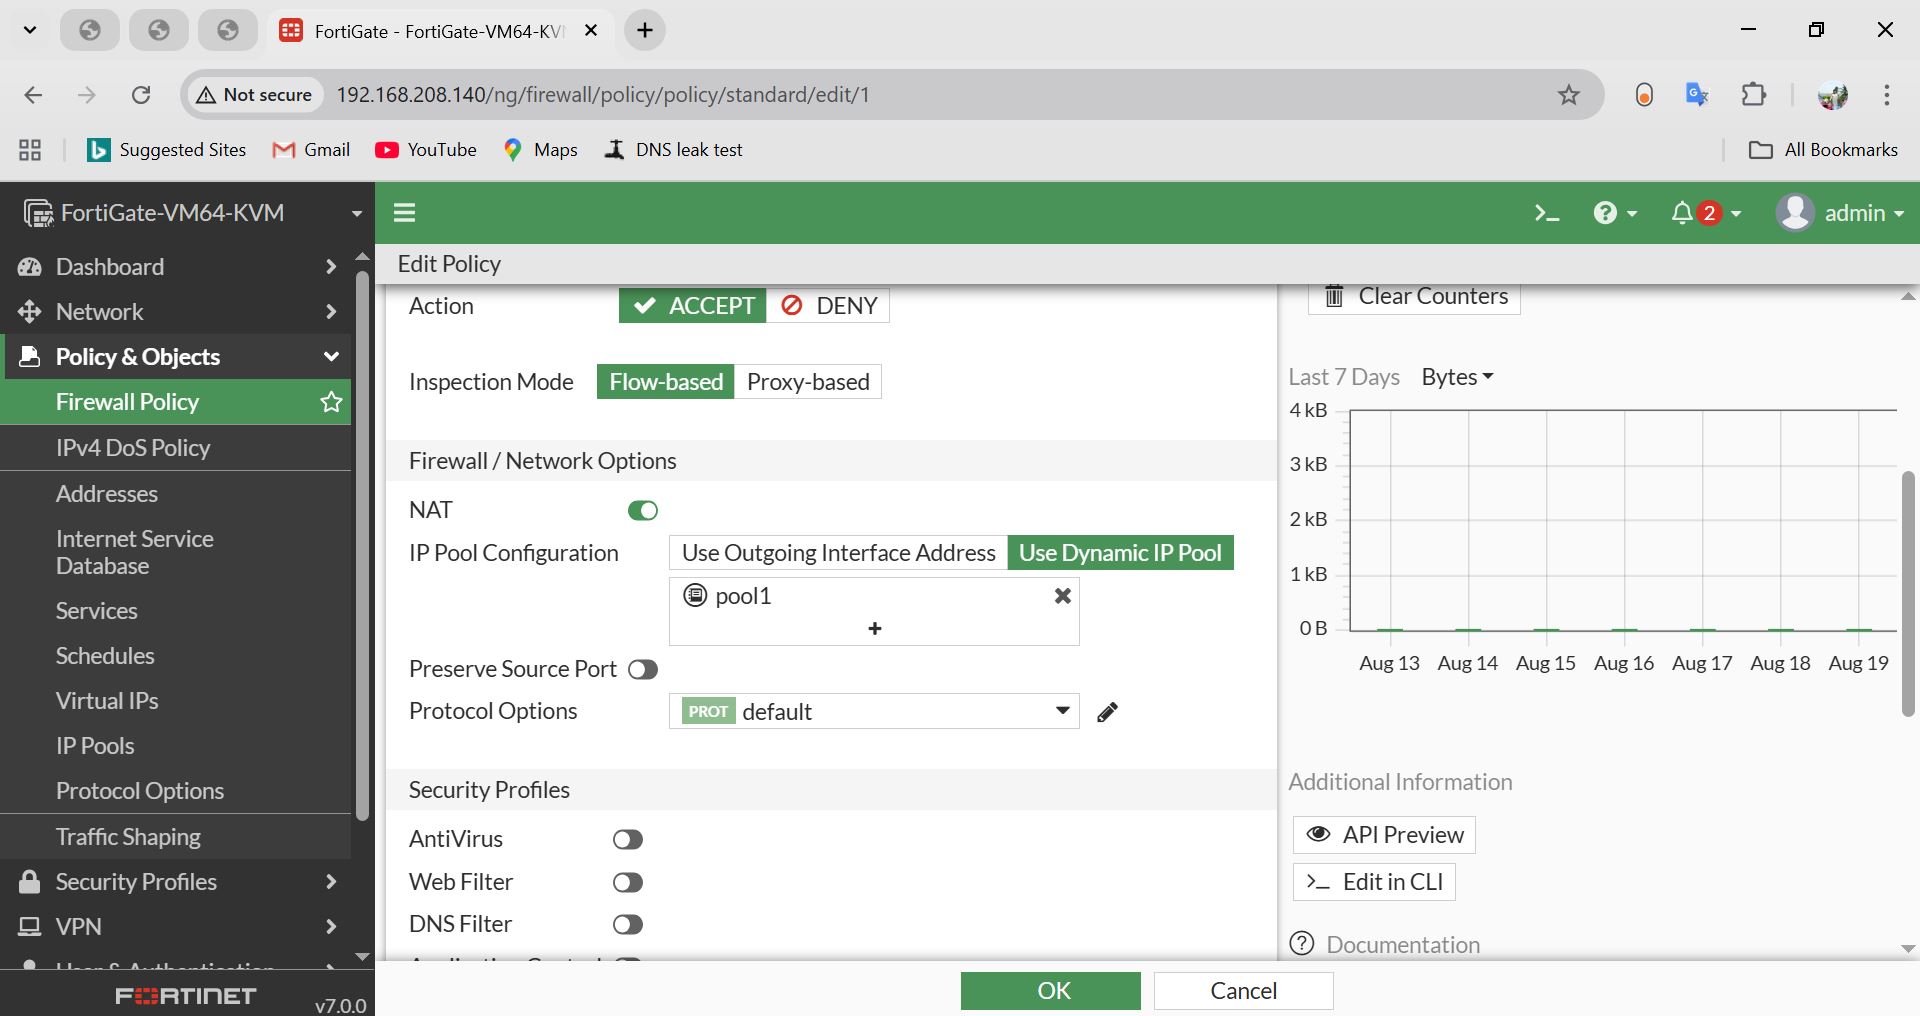 FortiGate - FortiGate-VM64-KV
Not secure 192.168.208.140/ng/firewall/policy/policy/standard/edit/1
Suggested Sites Gmail YouTube Maps DNS leak test All Bookmarks
FortiGate-VM64-KVM
2 admin
Dashboard
Network
Policy & Objects
Firewall Policy
IPv4 DoS Policy
Addresses
Internet Service
Database
Services
Schedules
Virtual IPs
IP Pools
Protocol Options
Traffic Shaping
Security Profiles
VPN
User & Authentication
FORTINET
v7.0.0
Edit Policy
Action ACCEPT DENY
Inspection Mode Flow-based Proxy-based
Firewall / Network Options
NAT
IP Pool Configuration Use Outgoing Interface Address Use Dynamic IP Pool
pool1
+
Preserve Source Port
Protocol Options PROT default
Security Profiles
AntiVirus
Web Filter
DNS Filter
Application Control
Clear Counters
Last 7 Days Bytes
4 kB
3 kB
2 kB
1 kB
0 B
Aug 13 Aug 14 Aug 15 Aug 16 Aug 17 Aug 18 Aug 19
Additional Information
API Preview
>_ Edit in CLI
Documentation
OK Cancel